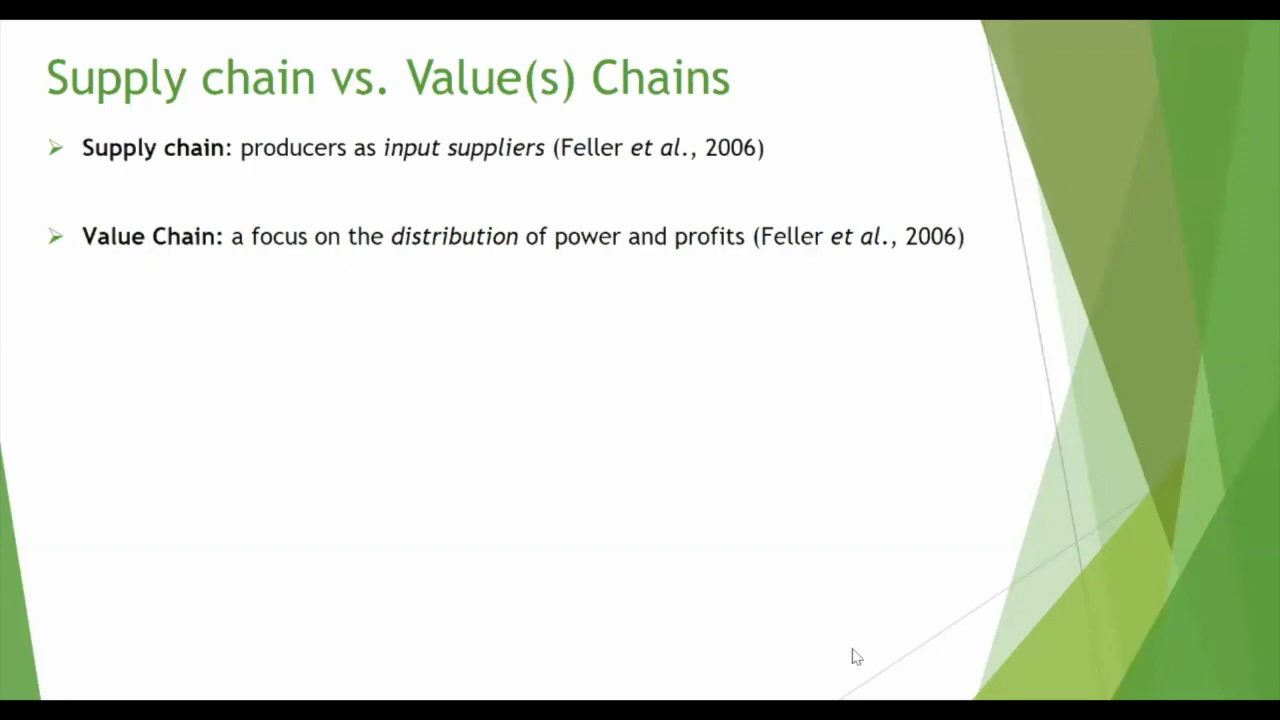 Supply chain vs. Value(s) Chains
Supply chain: producers as input suppliers (Feller et al., 2006)
Value Chain: a focus on the distribution of power and profits (Feller et al., 2006)